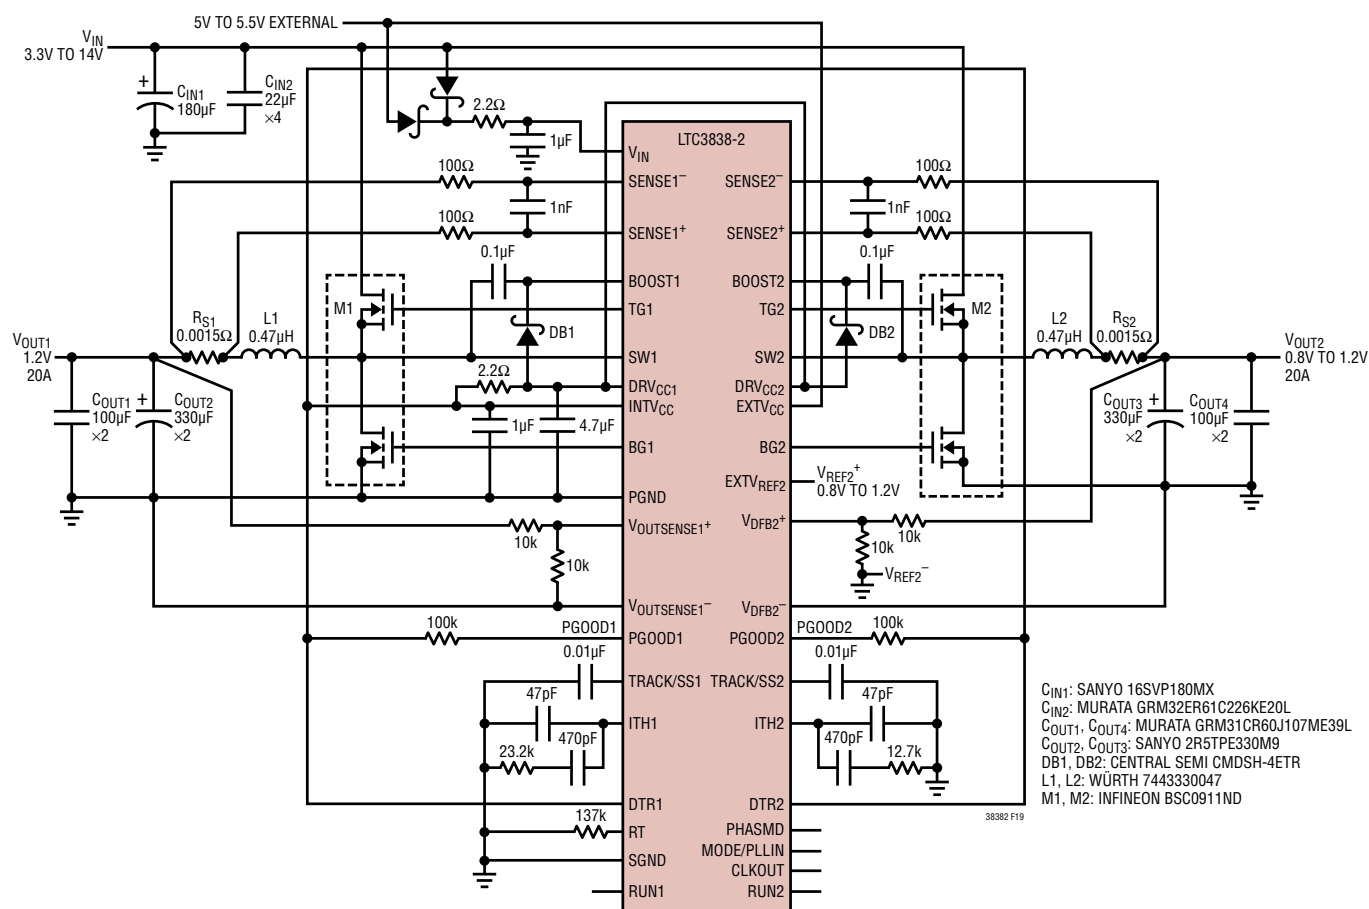 5V TO 5.5V EXTERNAL
VIN
3.3V TO 14V
CIN1
180µF
+
CIN2
22µF
×4
2.2Ω
1µF
LTC3838-2
VIN
100Ω
SENSE1–
1nF
100Ω
SENSE1+
0.1µF
BOOST1
M1
TG1
DB1
RS1
0.0015Ω
L1
0.47µH
SW1
VOUT1
1.2V
20A
2.2Ω
DRVCC1
INTVCC
COUT1
100µF
×2
+
COUT2
330µF
×2
1µF
4.7µF
BG1
PGND
VOUTSENSE1+
10k
10k
VOUTSENSE1–
100k
PGOOD1
PGOOD1
0.01µF
TRACK/SS1
47pF
ITH1
470pF
23.2k
DTR1
137k
RT
SGND
RUN1
SENSE2–
100Ω
1nF
SENSE2+
100Ω
0.1µF
BOOST2
TG2
M2
DB2
SW2
L2
0.47µH
RS2
0.0015Ω
VOUT2
0.8V TO 1.2V
20A
DRVCC2
EXTVCC
COUT3
330µF
×2
+
COUT4
100µF
×2
BG2
EXTVREF2
VREF2+
0.8V TO 1.2V
VDFB2+
10k
10k
VREF2–
VDFB2–
PGOOD2
PGOOD2
100k
0.01µF
TRACK/SS2
47pF
ITH2
470pF
12.7k
DTR2
PHASMD
MODE/PLLIN
CLKOUT
RUN2
CIN1: SANYO 16SVP180MX
CIN2: MURATA GRM32ER61C226KE20L
COUT1, COUT4: MURATA GRM31CR60J107ME39L
COUT2, COUT3: SANYO 2R5TPE330M9
DB1, DB2: CENTRAL SEMI CMDSH-4ETR
L1, L2: WÜRTH 7443330047
M1, M2: INFINEON BSC0911ND
38382 F19